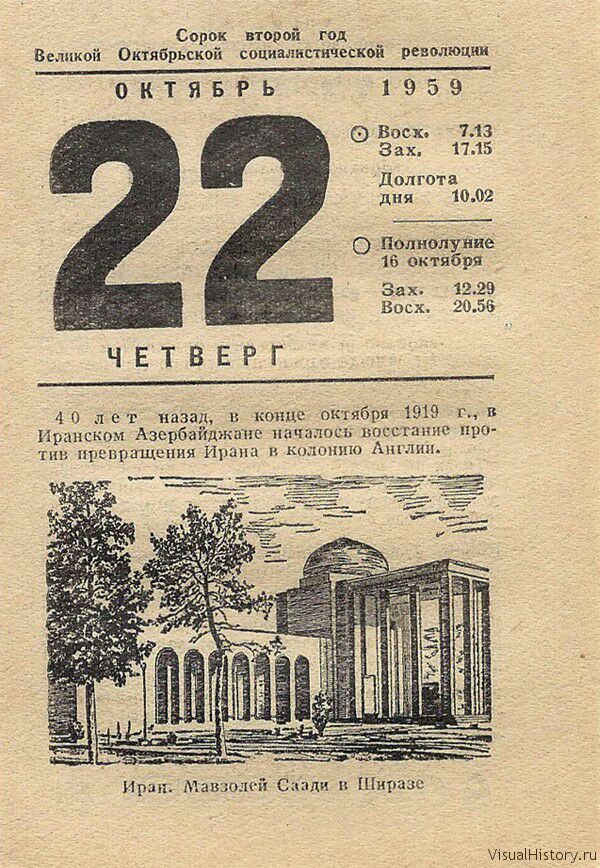 Сорок второй год
Великой Октябрьской социалистической революции
ОКТЯБРЬ 1959
22
Восх. 7.13
Зах. 17.15
Долгота
дня 10.02
Полнолуние
16 октября
Зах. 12.29
Восх. 20.56
ЧЕТВЕРГ
40 лет назад, в конце октября 1919 г., в
Иранском Азербайджане началось восстание про-
тив превращения Ирана в колонию Англии.
Иран. Мавзолей Саади в Ширазе
VisualHistory.ru